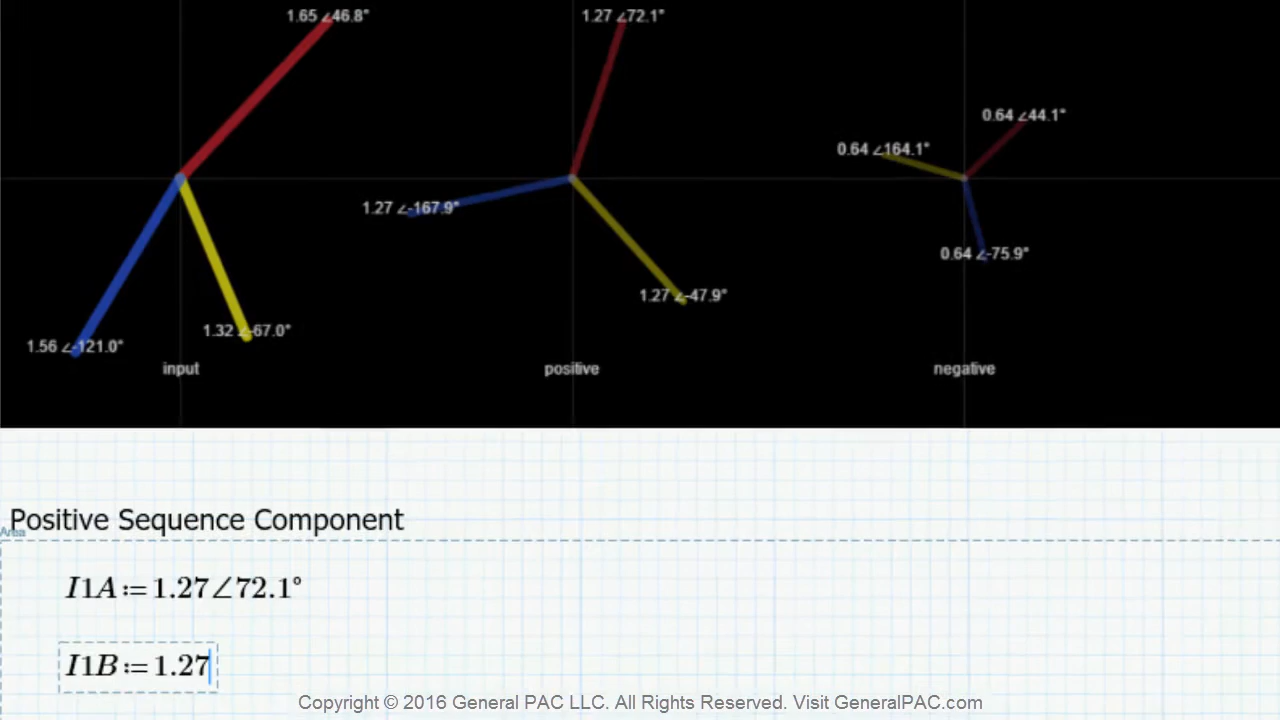 1.65 ∠46.8°
1.27 ∠72.1°
0.64 ∠44.1°
0.64 ∠164.1°
1.27 ∠-167.9°
0.64 ∠-75.9°
1.27 ∠-47.9°
1.32 ∠-67.0°
1.56 ∠-121.0°
input
positive
negative
Positive Sequence Component
Area
I1A := 1.27∠72.1°
I1B := 1.27
Copyright © 2016 General PAC LLC. All Rights Reserved. Visit GeneralPAC.com